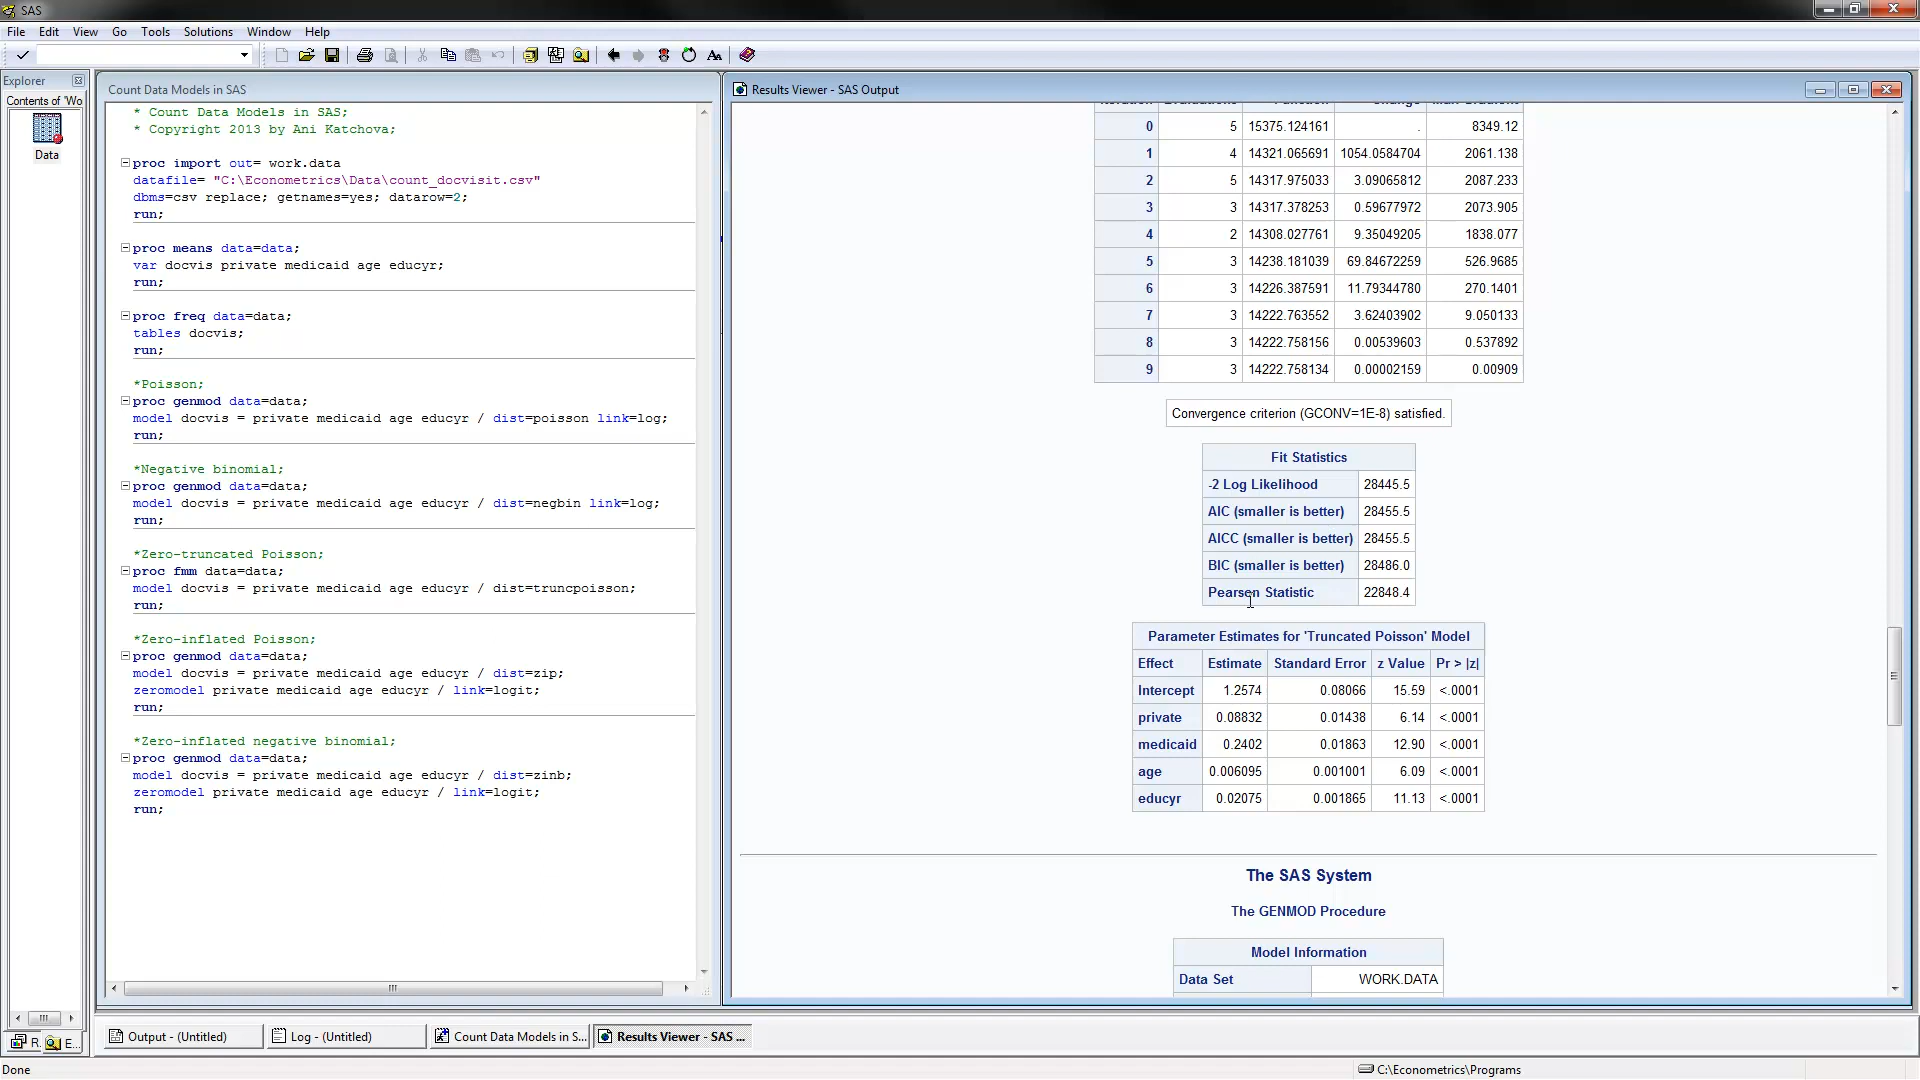 SAS
File Edit View Go Tools Solutions Window Help
Explorer
Contents of 'Wo
Data
Count Data Models in SAS
* Count Data Models in SAS;
* Copyright 2013 by Ani Katchova;
proc import out= work.data
datafile= "C:\Econometrics\Data\count_docvisit.csv"
dbms=csv replace; getnames=yes; datarow=2;
run;
proc means data=data;
var docvis private medicaid age educyr;
run;
proc freq data=data;
tables docvis;
run;
*Poisson;
proc genmod data=data;
model docvis = private medicaid age educyr / dist=poisson link=log;
run;
*Negative binomial;
proc genmod data=data;
model docvis = private medicaid age educyr / dist=negbin link=log;
run;
*Zero-truncated Poisson;
proc fmm data=data;
model docvis = private medicaid age educyr / dist=truncpoisson;
run;
*Zero-inflated Poisson;
proc genmod data=data;
model docvis = private medicaid age educyr / dist=zip;
zeromodel private medicaid age educyr / link=logit;
run;
*Zero-inflated negative binomial;
proc genmod data=data;
model docvis = private medicaid age educyr / dist=zinb;
zeromodel private medicaid age educyr / link=logit;
run;
Results Viewer - SAS Output
0 5 15375.124161 . 8349.12
1 4 14321.065691 1054.0584704 2061.138
2 5 14317.975033 3.09065812 2087.233
3 3 14317.378253 0.59677972 2073.905
4 2 14308.027761 9.35049205 1838.077
5 3 14238.181039 69.84672259 526.9685
6 3 14226.387591 11.79344780 270.1401
7 3 14222.763552 3.62403902 9.050133
8 3 14222.758156 0.00539603 0.537892
9 3 14222.758134 0.00002159 0.00909
Convergence criterion (GCONV=1E-8) satisfied.
Fit Statistics
-2 Log Likelihood 28445.5
AIC (smaller is better) 28455.5
AICC (smaller is better) 28455.5
BIC (smaller is better) 28486.0
Pearson Statistic 22848.4
Parameter Estimates for 'Truncated Poisson' Model
Effect Estimate Standard Error z Value Pr > |z|
Intercept 1.2574 0.08066 15.59 <.0001
private 0.08832 0.01438 6.14 <.0001
medicaid 0.2402 0.01863 12.90 <.0001
age 0.006095 0.001001 6.09 <.0001
educyr 0.02075 0.001865 11.13 <.0001
The SAS System
The GENMOD Procedure
Model Information
Data Set WORK.DATA
R. E...
Output - (Untitled) Log - (Untitled) Count Data Models in S... Results Viewer - SAS ...
Done C:\Econometrics\Programs